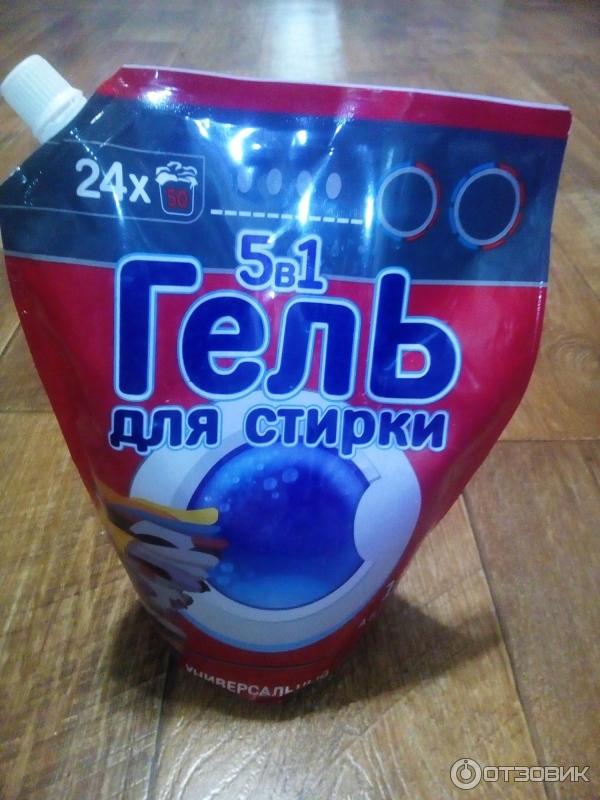 24x 50
5в1
Гель
для стирки
УНИВЕРСАЛЬНЫЙ
ОТЗОВИК